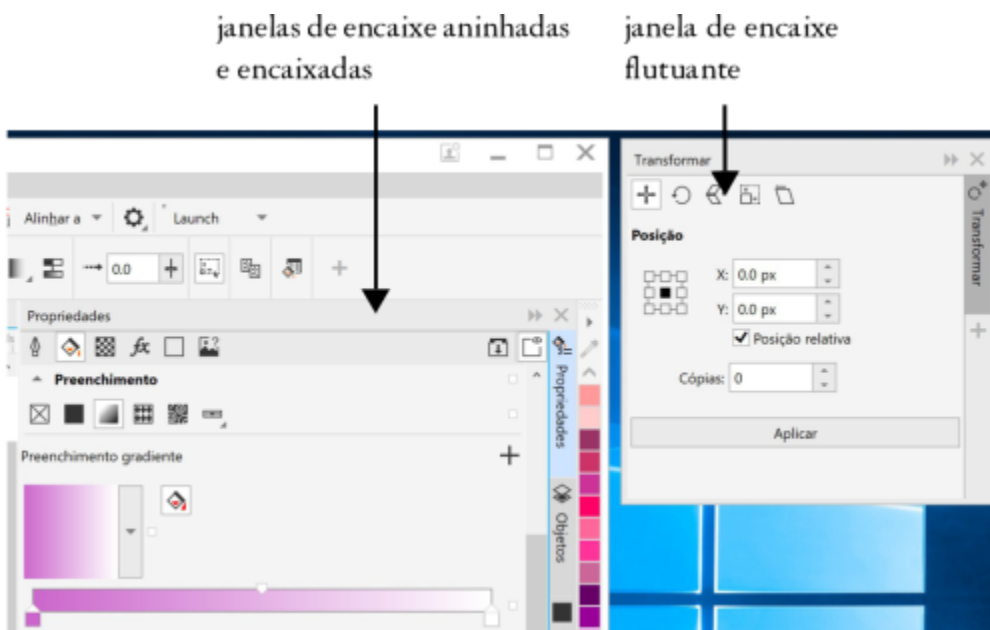 janelas de encaixe aninhadas
e encaixadas
janela de encaixe
flutuante
Transformar
Alinhar a
Launch
Posição
Transformar
0.0
X: 0.0 px
Y: 0.0 px
Posição relativa
Propriedades
Cópias: 0
Preenchimento
Propriedades
Aplicar
Preenchimento gradiente
Objetos